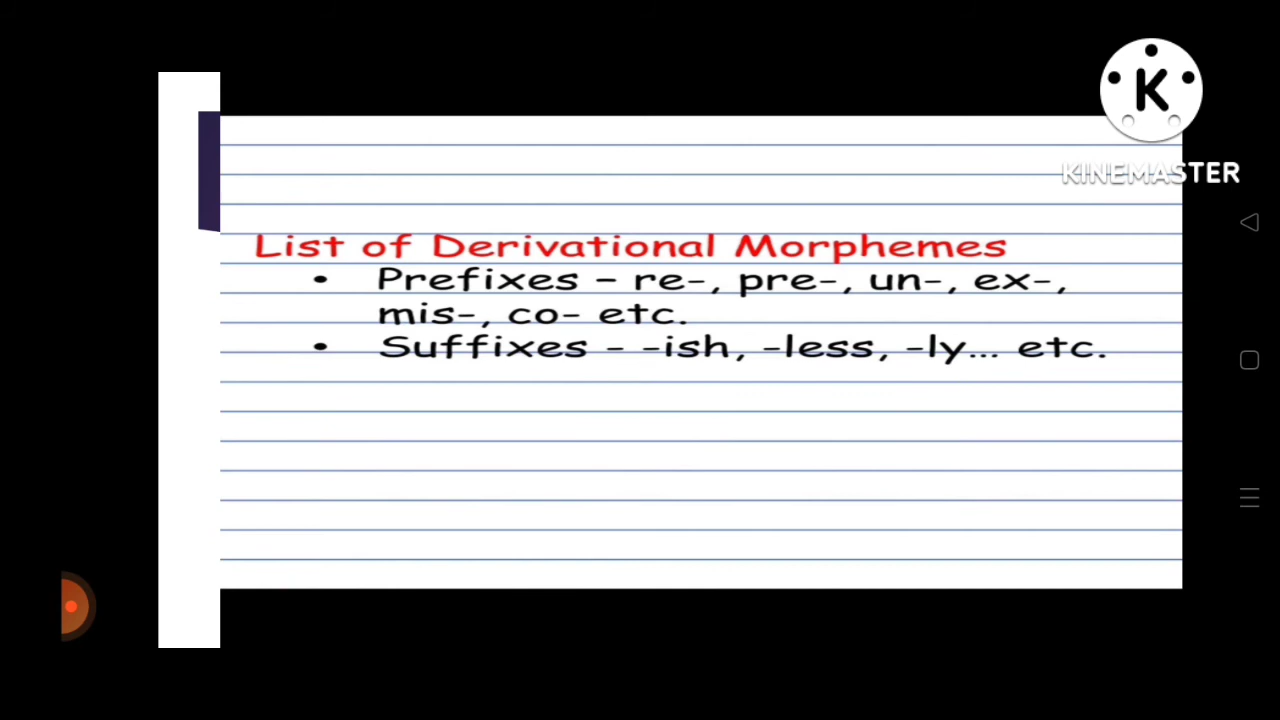 K
KINEMASTER
List of Derivational Morphemes
• Prefixes – re-, pre-, un-, ex-,
mis-, co- etc.
• Suffixes - -ish, -less, -ly... etc.